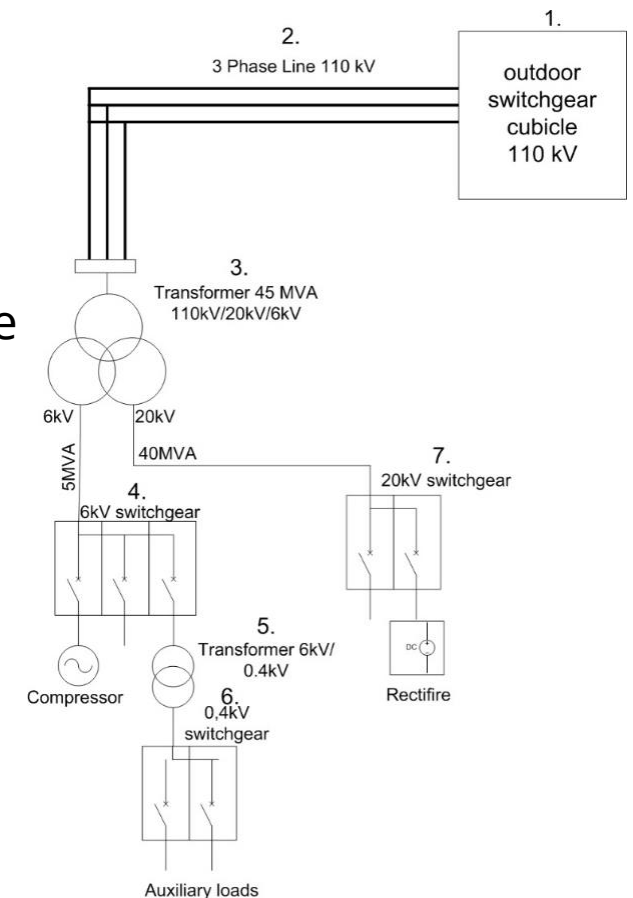 1.
2.
3 Phase Line 110 kV
outdoor
switchgear
cubicle
110 kV
3.
Transformer 45 MVA
110kV/20kV/6kV
e
6kV
20kV
5MVA
40MVA
7.
20kV switchgear
4.
6kV switchgear
5.
Transformer 6kV/
0.4kV
DC
Compressor
Rectifire
6.
0,4kV
switchgear
Auxiliary loads